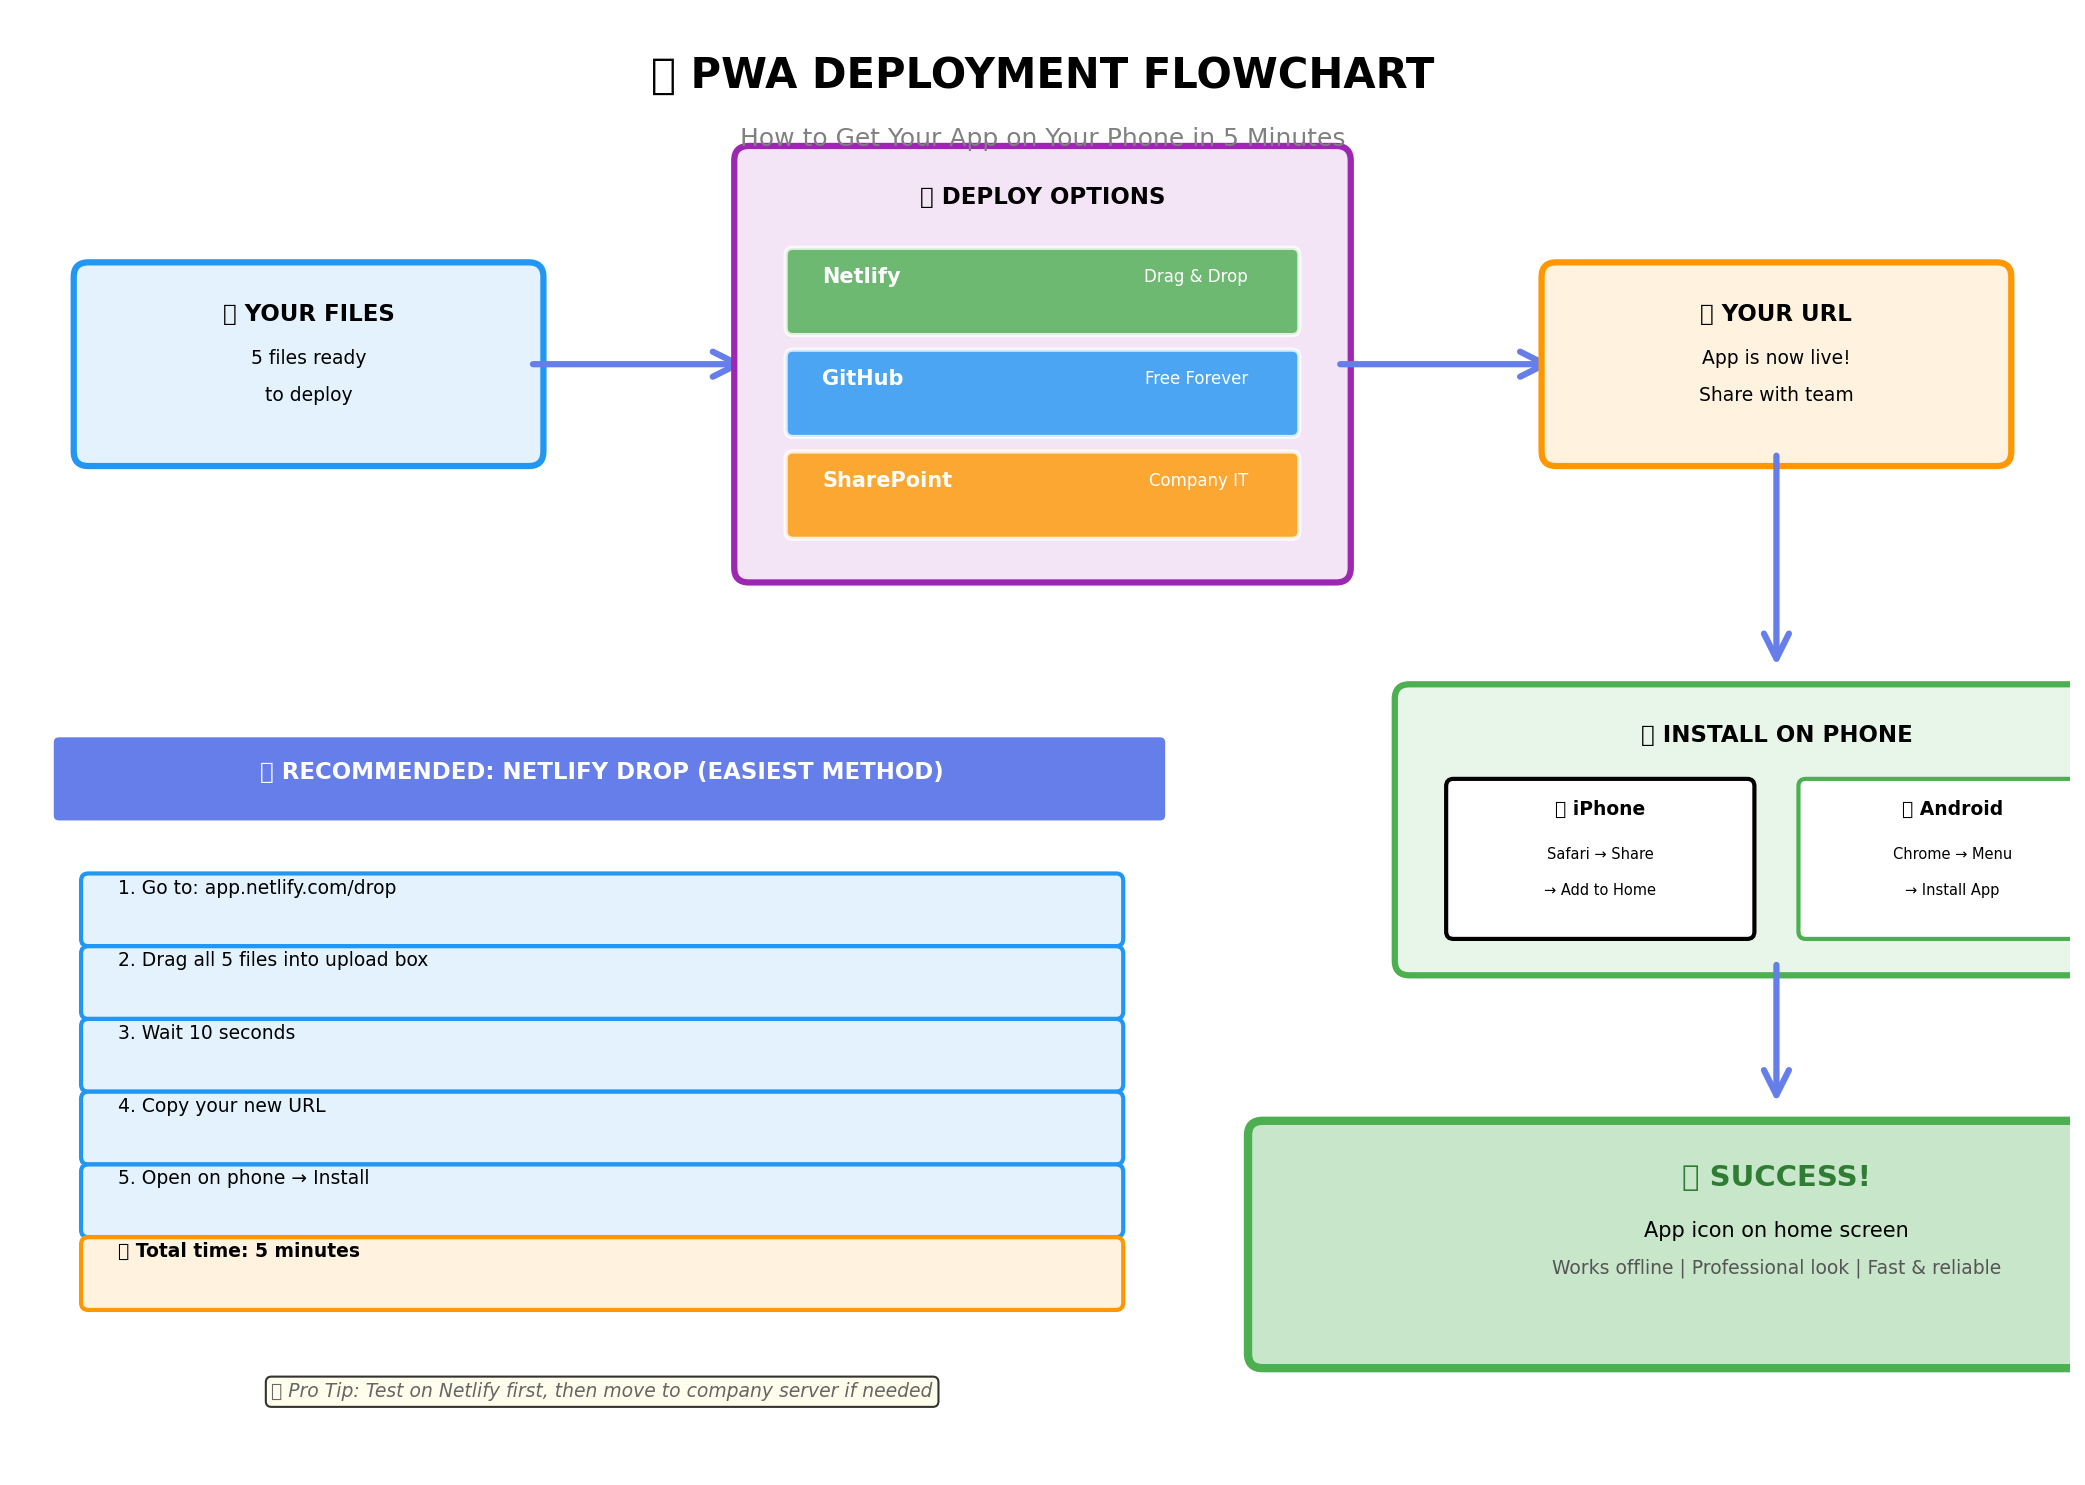 PWA DEPLOYMENT FLOWCHART
How to Get Your App on Your Phone in 5 Minutes
YOUR FILES
5 files ready
to deploy
DEPLOY OPTIONS
Netlify Drag & Drop
GitHub Free Forever
SharePoint Company IT
YOUR URL
App is now live!
Share with team
INSTALL ON PHONE
iPhone
Safari → Share
→ Add to Home
Android
Chrome → Menu
→ Install App
SUCCESS!
App icon on home screen
Works offline | Professional look | Fast & reliable
RECOMMENDED: NETLIFY DROP (EASIEST METHOD)
1. Go to: app.netlify.com/drop
2. Drag all 5 files into upload box
3. Wait 10 seconds
4. Copy your new URL
5. Open on phone → Install
Total time: 5 minutes
Pro Tip: Test on Netlify first, then move to company server if needed